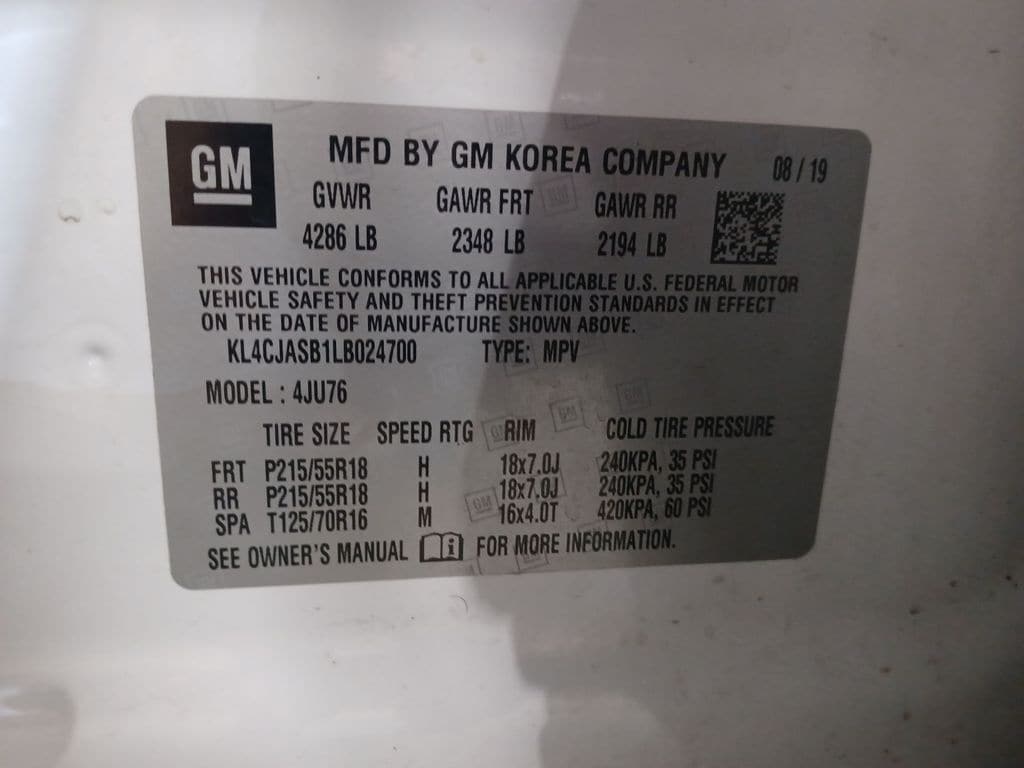 GM
MFD BY GM KOREA COMPANY 08 / 19
GVWR GAWR FRT GAWR RR
4286 LB 2348 LB 2194 LB
THIS VEHICLE CONFORMS TO ALL APPLICABLE U.S. FEDERAL MOTOR
VEHICLE SAFETY AND THEFT PREVENTION STANDARDS IN EFFECT
ON THE DATE OF MANUFACTURE SHOWN ABOVE.
KL4CJASB1LB024700 TYPE: MPV
MODEL : 4JU76
TIRE SIZE SPEED RTG RIM COLD TIRE PRESSURE
FRT P215/55R18 H 18x7.0J 240KPA, 35 PSI
RR P215/55R18 H 18x7.0J 240KPA, 35 PSI
SPA T125/70R16 M 16x4.0T 420KPA, 60 PSI
SEE OWNER'S MANUAL i FOR MORE INFORMATION.